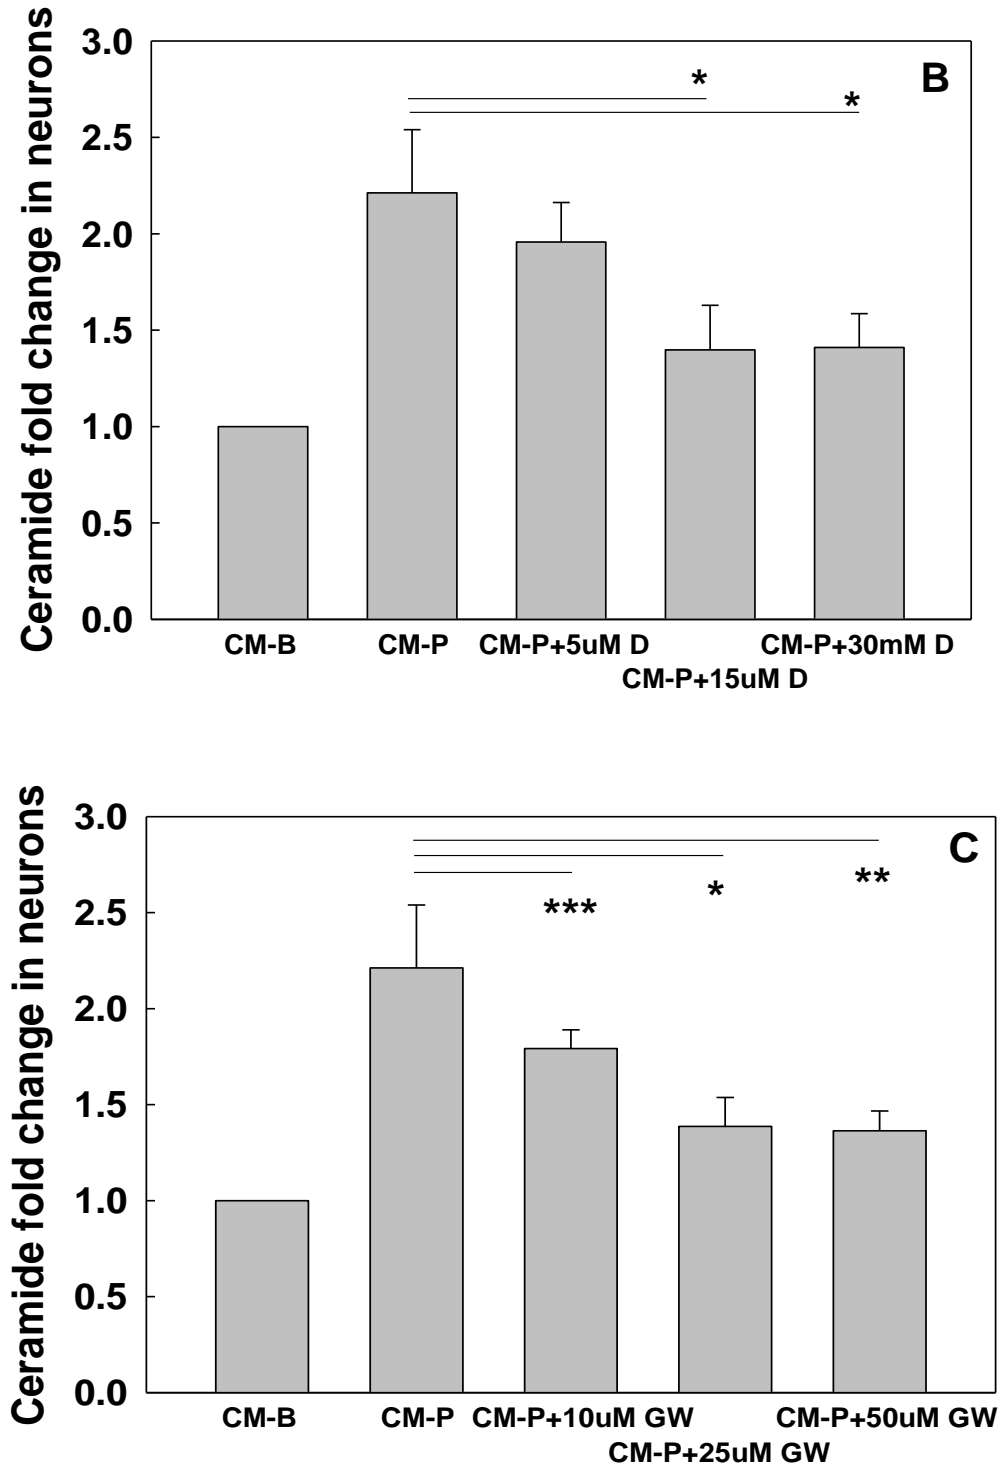 Ceramide fold change in neurons
3.0
2.5
2.0
1.5
1.0
0.5
0.0
B
*
*
CM-B CM-P CM-P+5uM D CM-P+30mM D
CM-P+15uM D
Ceramide fold change in neurons
3.0
2.5
2.0
1.5
1.0
0.5
0.0
C
*** * **
CM-B CM-P CM-P+10uM GW CM-P+50uM GW
CM-P+25uM GW